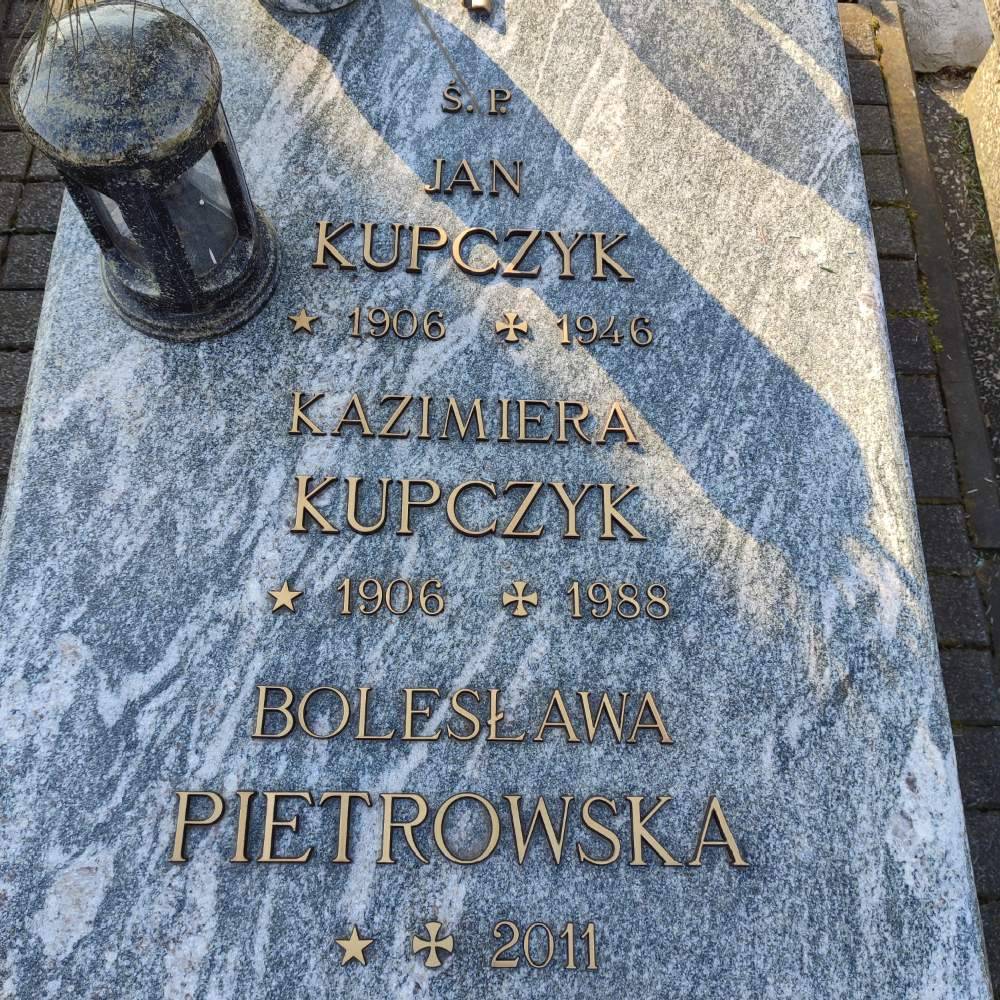 Ś. P.
JAN
KUPCZYK
★ 1906 ✠ 1946
KAZIMIERA
KUPCZYK
★ 1906 ✠ 1988
BOLESŁAWA
PIETROWSKA
★ ✠ 2011